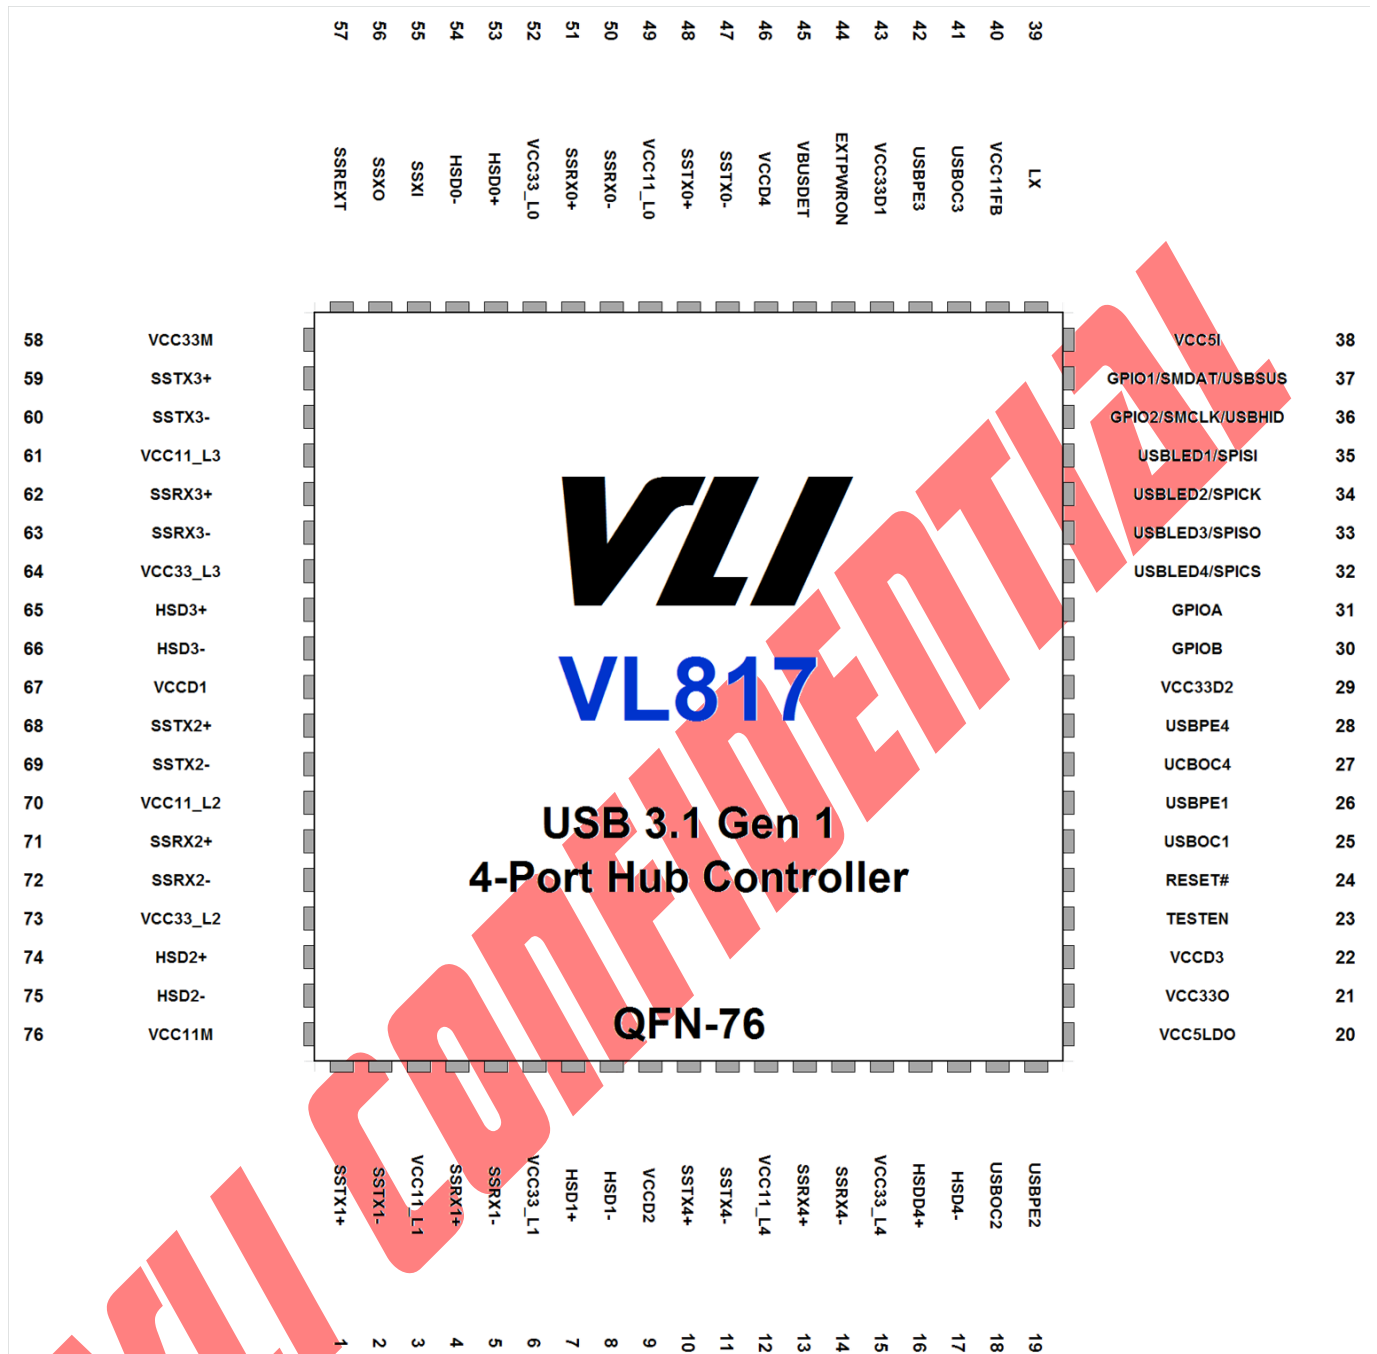 57 56 55 54 53 52 51 50 49 48 47 46 45 44 43 42 41 40 39
SSREXT SSXO SSXI HSD0- HSD0+ VCC33_L0 SSRX0+ SSRX0- VCC11_L0 SSTX0+ SSTX0- VCCD4 VBUSDET EXTPWRON VCC33D1 USBPE3 USBOC3 VCC11FB LX
58 VCC33M VCC5I 38
59 SSTX3+ GPIO1/SMDAT/USBSUS 37
60 SSTX3- GPIO2/SMCLK/USBHID 36
61 VCC11_L3 USBLED1/SPISI 35
62 SSRX3+ USBLED2/SPICK 34
63 SSRX3- USBLED3/SPISO 33
64 VCC33_L3 USBLED4/SPICS 32
65 HSD3+ GPIOA 31
66 HSD3- GPIOB 30
67 VCCD1 VCC33D2 29
68 SSTX2+ USBPE4 28
69 SSTX2- UCBOC4 27
70 VCC11_L2 USBPE1 26
71 SSRX2+ USBOC1 25
72 SSRX2- RESET# 24
73 VCC33_L2 TESTEN 23
74 HSD2+ VCCD3 22
75 HSD2- VCC33O 21
76 VCC11M VCC5LDO 20
VLI
VL817
USB 3.1 Gen 1
4-Port Hub Controller
QFN-76
SSTX1+ SSTX1- VCC11_L1 SSRX1+ SSRX1- VCC33_L1 HSD1+ HSD1- VCCD2 SSTX4+ SSTX4- VCC11_L4 SSRX4+ SSRX4- VCC33_L4 HSDD4+ HSD4- USBOC2 USBPE2
1 2 3 4 5 6 7 8 9 10 11 12 13 14 15 16 17 18 19
VLI CONFIDENTIAL